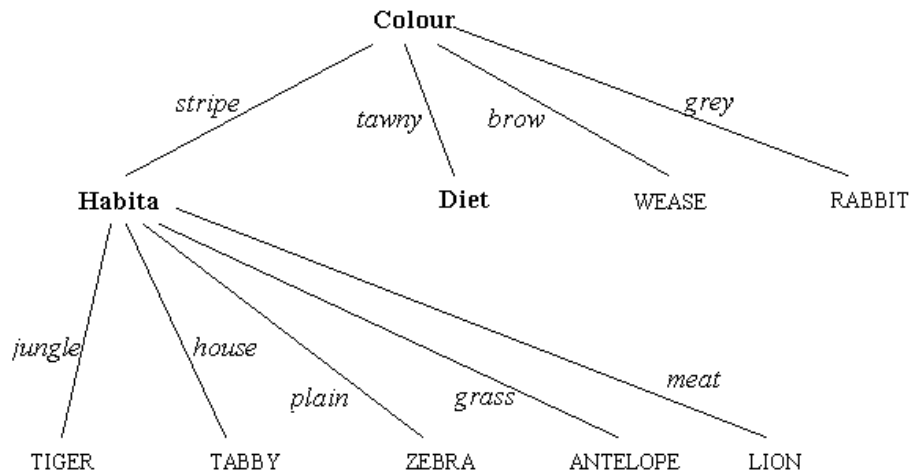 Colour
stripe tawny brow grey
Habita Diet WEASE RABBIT
jungle house plain grass meat
TIGER TABBY ZEBRA ANTELOPE LION